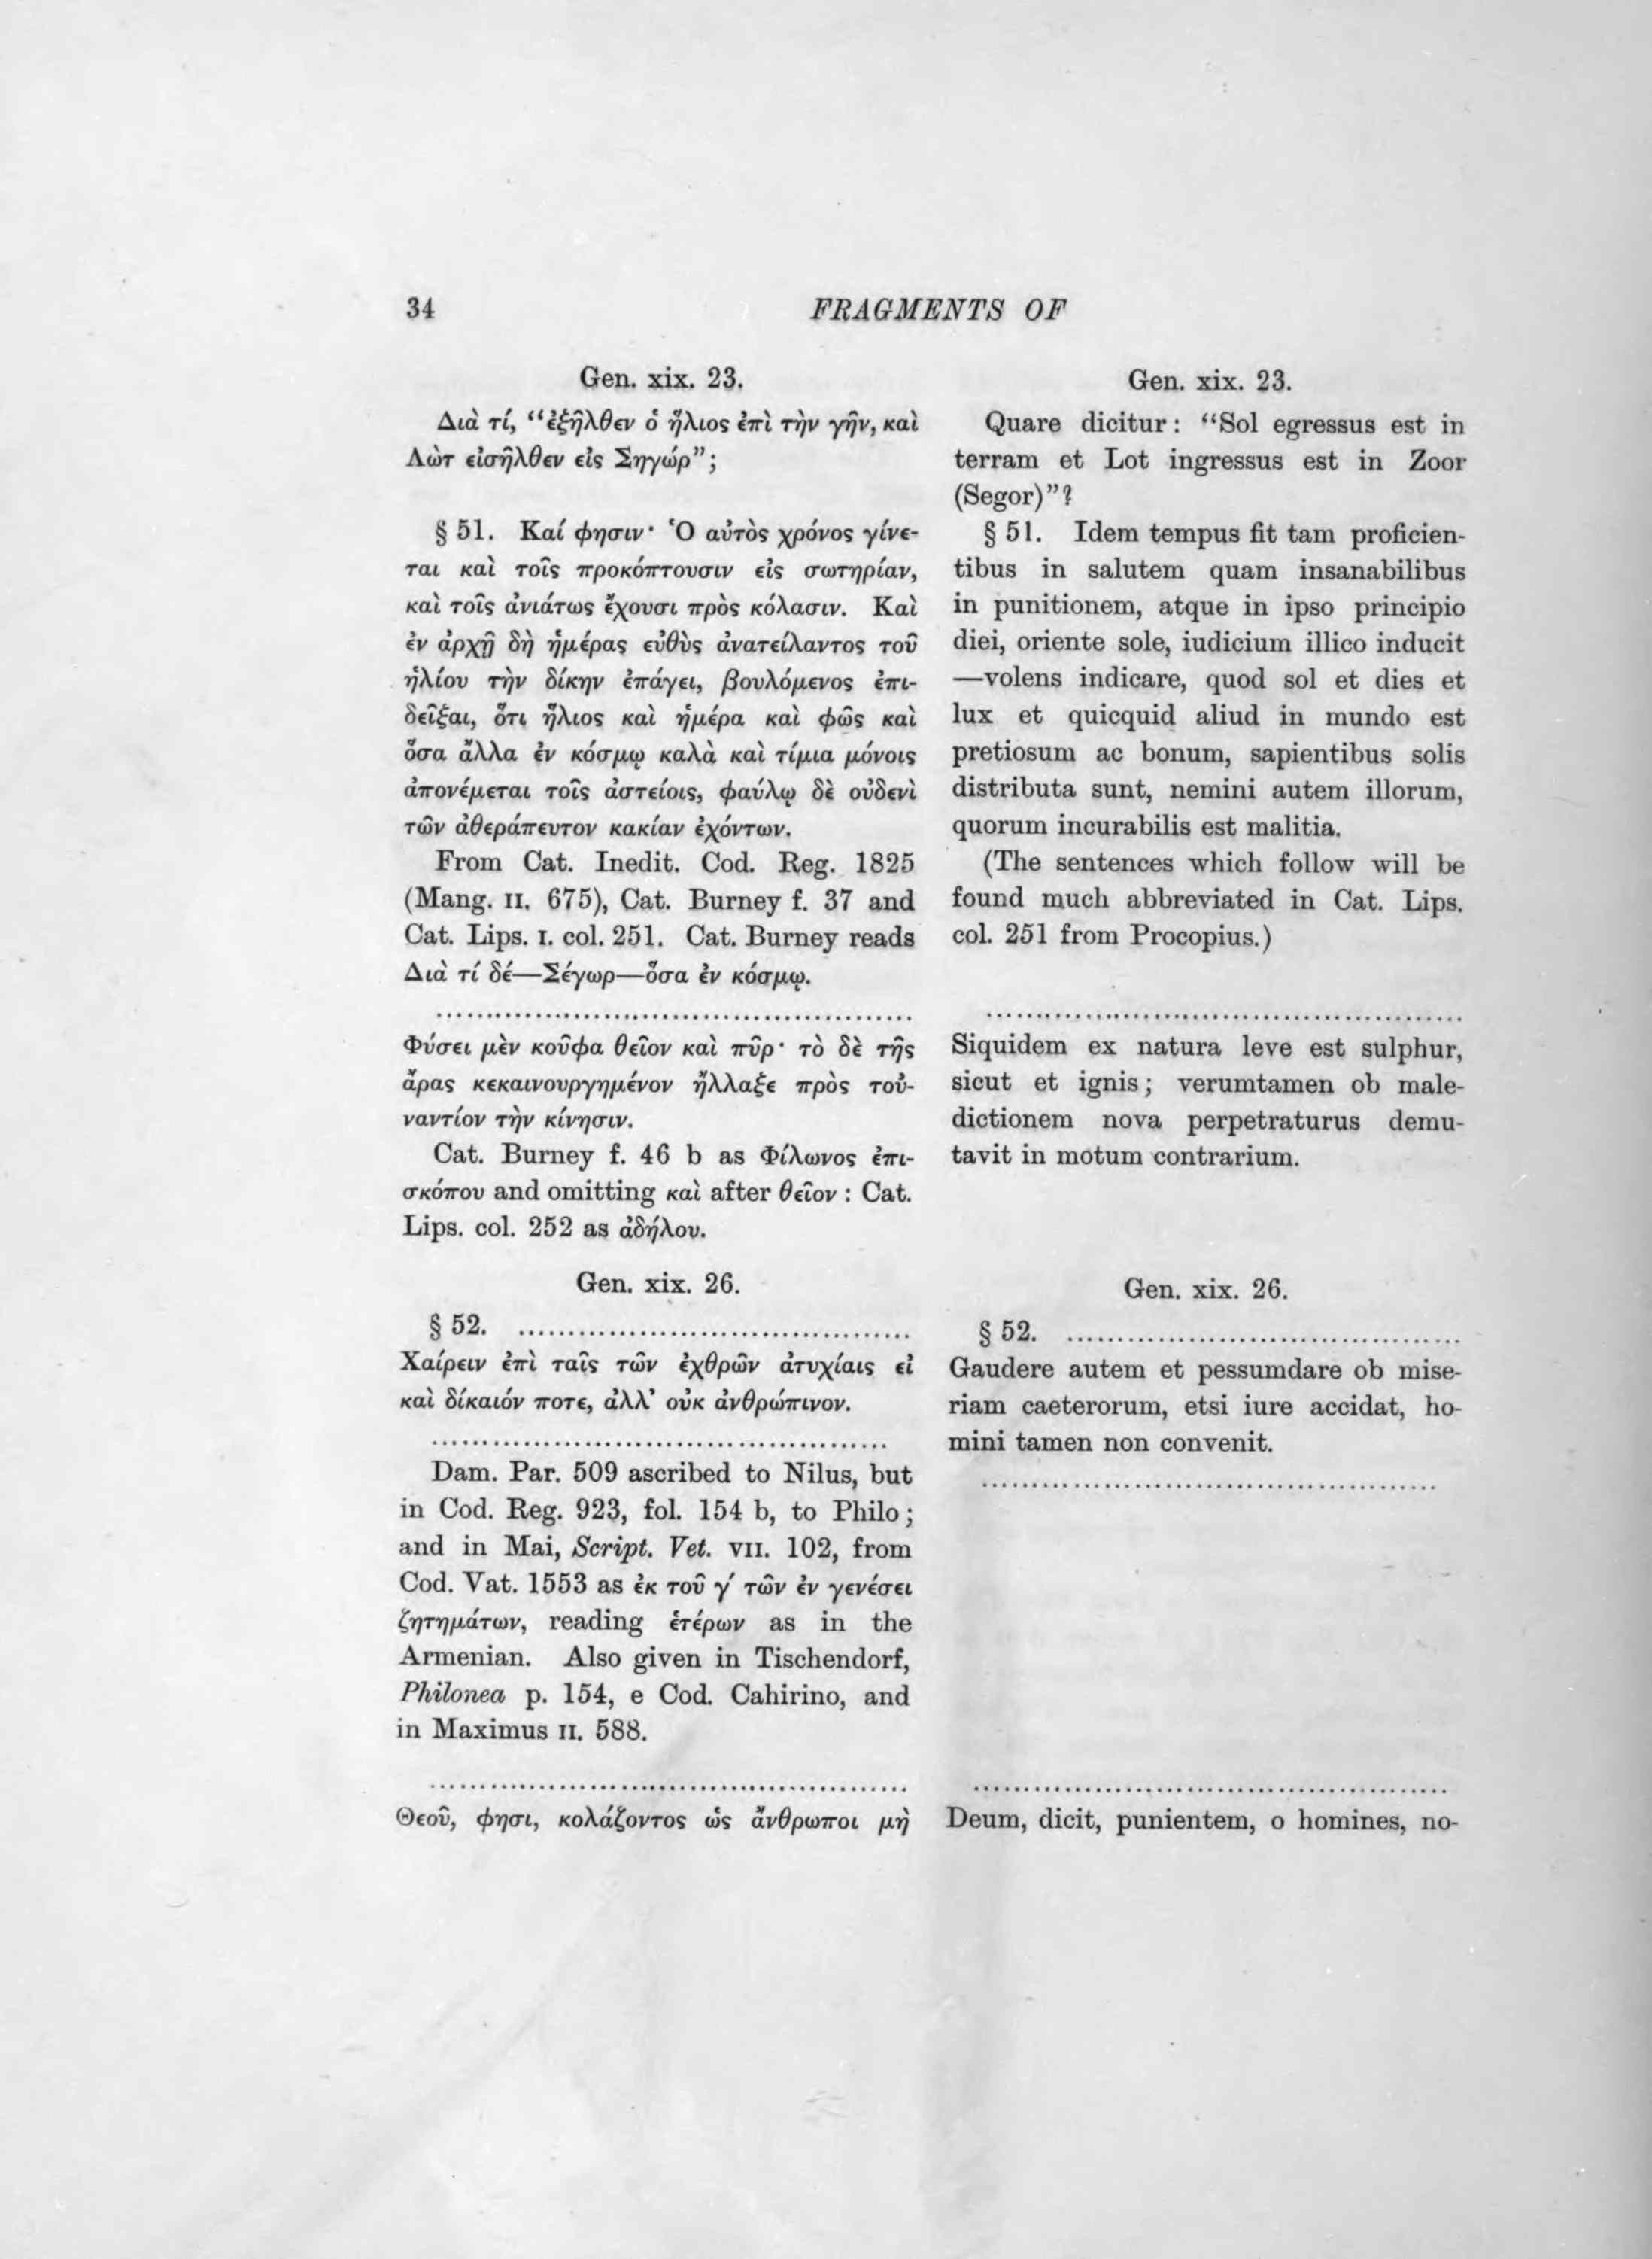 34
FRAGMENTS OF
Gen. xix. 23.
Διὰ τί, “ἐξῆλθεν ὁ ἥλιος ἐπὶ τὴν γῆν, καὶ
Λὼτ εἰσῆλθεν εἰς Σηγώρ”;
§ 51. Καί φησιν· Ὁ αὐτὸς χρόνος γίνε-
ται καὶ τοῖς προκόπτουσιν εἰς σωτηρίαν,
καὶ τοῖς ἀνιάτως ἔχουσι πρὸς κόλασιν. Καὶ
ἐν ἀρχῇ δὴ ἡμέρας εὐθὺς ἀνατείλαντος τοῦ
ἡλίου τὴν δίκην ἐπάγει, βουλόμενος ἐπι-
δεῖξαι, ὅτι ἥλιος καὶ ἡμέρα καὶ φῶς καὶ
ὅσα ἄλλα ἐν κόσμῳ καλὰ καὶ τίμια μόνοις
ἀπονέμεται τοῖς ἀστείοις, φαύλῳ δὲ οὐδενὶ
τῶν ἀθεράπευτον κακίαν ἐχόντων.
From Cat. Inedit. Cod. Reg. 1825
(Mang. II. 675), Cat. Burney f. 37 and
Cat. Lips. I. col. 251. Cat. Burney reads
Διὰ τί δέ—Σέγωρ—ὅσα ἐν κόσμῳ.
................................................
Φύσει μὲν κοῦφα θεῖον καὶ πῦρ· τὸ δὲ τῆς
ἄρας κεκαινουργημένον ἤλλαξε πρὸς τοὐ-
ναντίον τὴν κίνησιν.
Cat. Burney f. 46 b as Φίλωνος ἐπι-
σκόπου and omitting καὶ after θεῖον : Cat.
Lips. col. 252 as ἀδήλου.
Gen. xix. 26.
§ 52. .......................................
Χαίρειν ἐπὶ ταῖς τῶν ἐχθρῶν ἀτυχίαις εἰ
καὶ δίκαιόν ποτε, ἀλλ’ οὐκ ἀνθρώπινον.
..............................................
Dam. Par. 509 ascribed to Nilus, but
in Cod. Reg. 923, fol. 154 b, to Philo;
and in Mai, Script. Vet. VII. 102, from
Cod. Vat. 1553 as ἐκ τοῦ γʹ τῶν ἐν γενέσει
ζητημάτων, reading ἑτέρων as in the
Armenian. Also given in Tischendorf,
Philonea p. 154, e Cod. Cahirino, and
in Maximus II. 588.
................................................
Θεοῦ, φησι, κολάζοντος ὡς ἄνθρωποι μὴ
Gen. xix. 23.
Quare dicitur: “Sol egressus est in
terram et Lot ingressus est in Zoor
(Segor)”?
§ 51. Idem tempus fit tam proficien-
tibus in salutem quam insanabilibus
in punitionem, atque in ipso principio
diei, oriente sole, iudicium illico inducit
—volens indicare, quod sol et dies et
lux et quicquid aliud in mundo est
pretiosum ac bonum, sapientibus solis
distributa sunt, nemini autem illorum,
quorum incurabilis est malitia.
(The sentences which follow will be
found much abbreviated in Cat. Lips.
col. 251 from Procopius.)
................................................
Siquidem ex natura leve est sulphur,
sicut et ignis; verumtamen ob male-
dictionem nova perpetraturus demu-
tavit in motum contrarium.
Gen. xix. 26.
§ 52. .......................................
Gaudere autem et pessumdare ob mise-
riam caeterorum, etsi iure accidat, ho-
mini tamen non convenit.
..............................................
................................................
Deum, dicit, punientem, o homines, no-